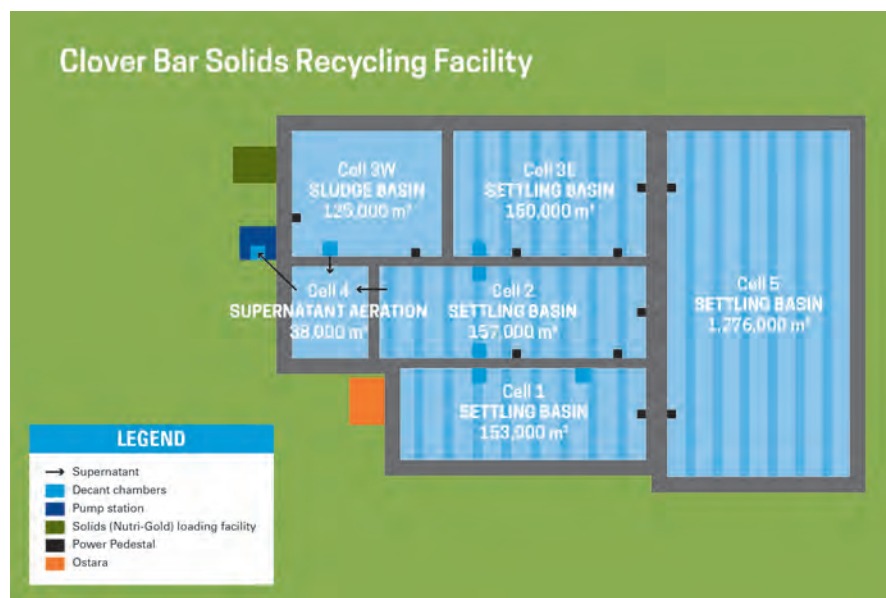 Clover Bar Solids Recycling Facility
Cell 3W
SLUDGE BASIN
125,000 m³
Cell 3E
SETTLING BASIN
150,000 m³
Cell 4
SUPERNATANT AERATION
38,000 m³
Cell 2
SETTLING BASIN
157,000 m³
Cell 5
SETTLING BASIN
1,276,000 m³
Cell 1
SETTLING BASIN
153,000 m³
LEGEND
Supernatant
Decant chambers
Pump station
Solids (Nutri-Gold) loading facility
Power Pedestal
Ostara